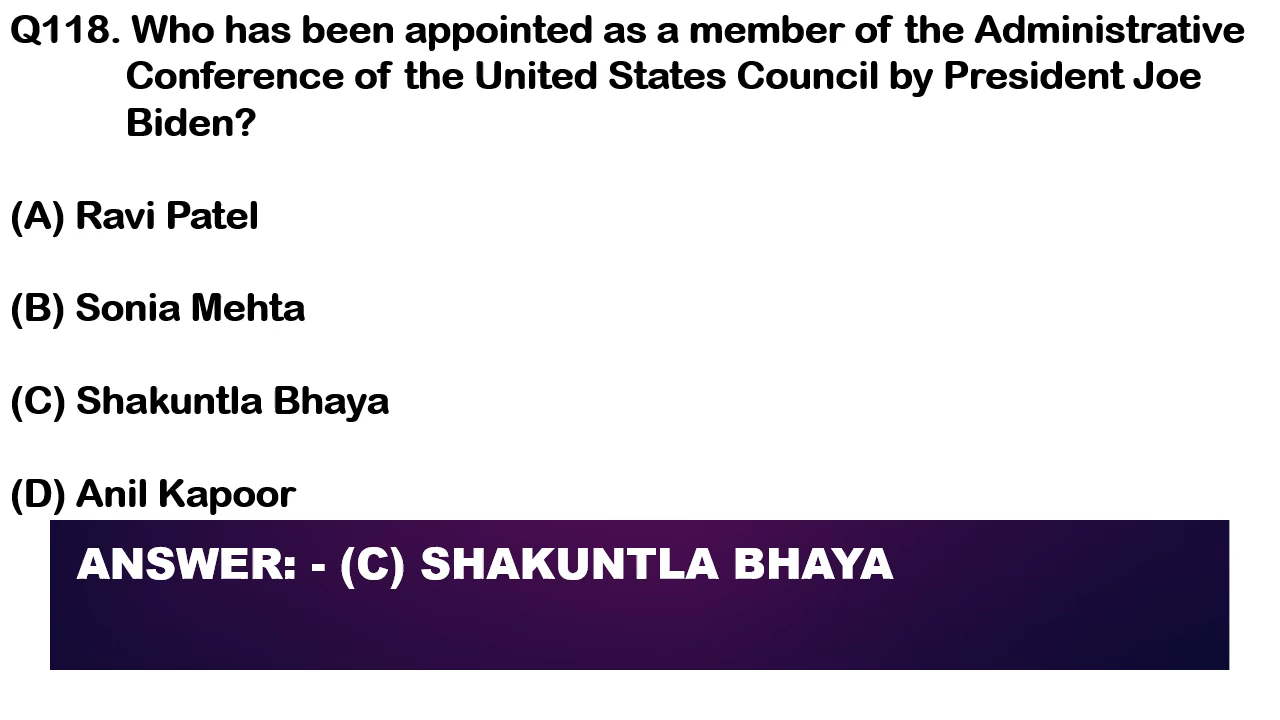 Q118. Who has been appointed as a member of the Administrative
Conference of the United States Council by President Joe
Biden?
(A) Ravi Patel
(B) Sonia Mehta
(C) Shakuntla Bhaya
(D) Anil Kapoor
ANSWER: - (C) SHAKUNTLA BHAYA